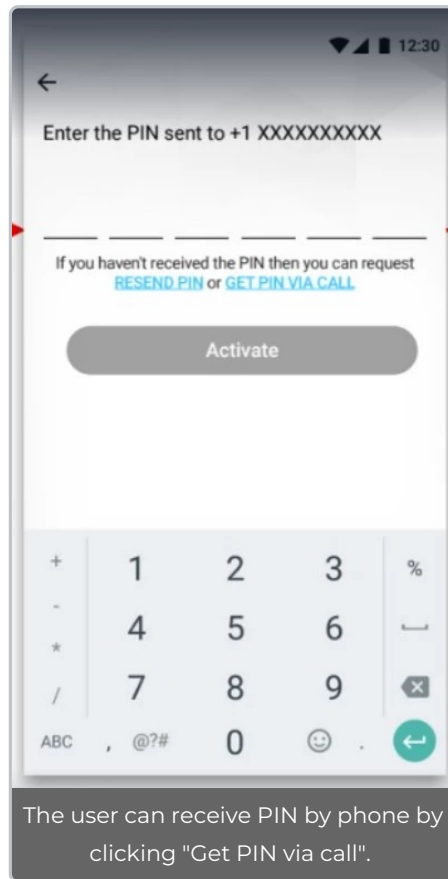 12:30
Enter the PIN sent to +1 XXXXXXXXXX
If you haven't received the PIN then you can request
RESEND PIN or GET PIN VIA CALL
Activate
+ 1 2 3 %
- 4 5 6
* 
/ 7 8 9
ABC , @?# 0 .
The user can receive PIN by phone by
clicking "Get PIN via call".